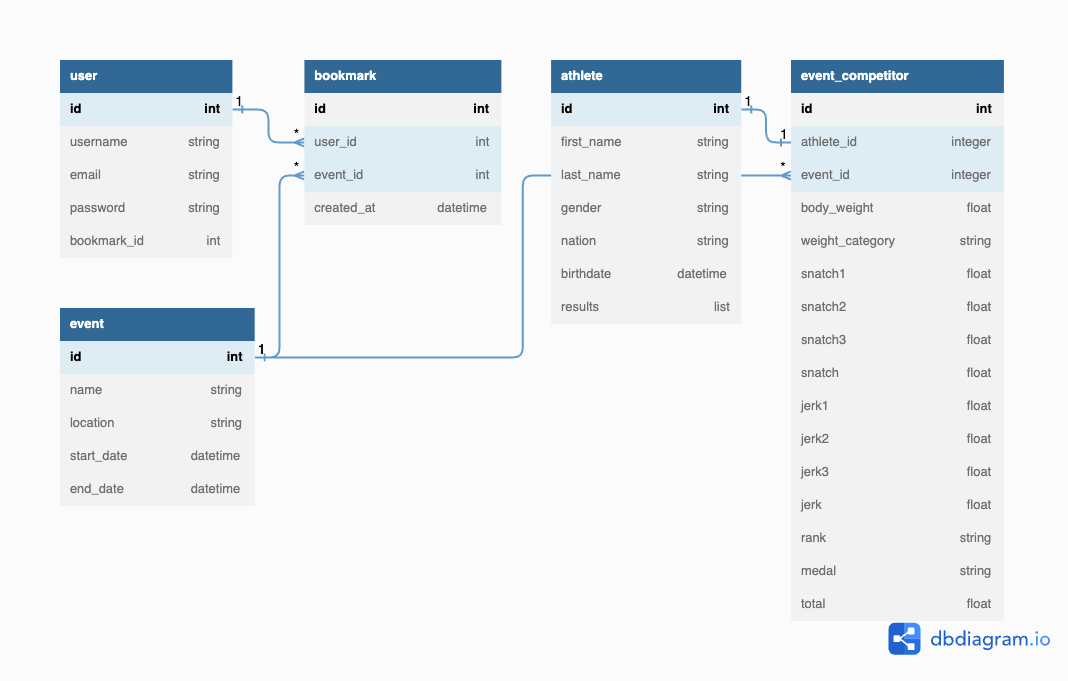 user
id int
username string
email string
password string
bookmark_id int
1
*
*
bookmark
id int
user_id int
event_id int
created_at datetime
athlete
id int
first_name string
last_name string
gender string
nation string
birthdate datetime
results list
1
1
*
event_competitor
id int
athlete_id integer
event_id integer
body_weight float
weight_category string
snatch1 float
snatch2 float
snatch3 float
snatch float
jerk1 float
jerk2 float
jerk3 float
jerk float
rank string
medal string
total float
event
id int
name string
location string
start_date datetime
end_date datetime
1
dbdiagram.io